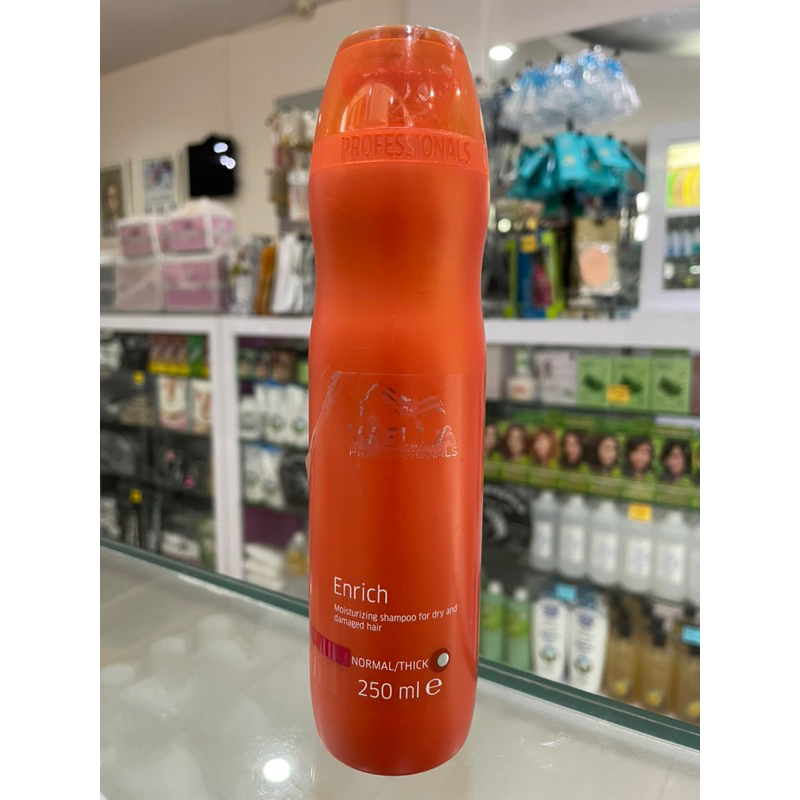 PROFESSIONALS
WELLA
PROFESSIONALS
Enrich
Moisturizing shampoo for dry and
damaged hair
NORMAL/THICK
250 ml e